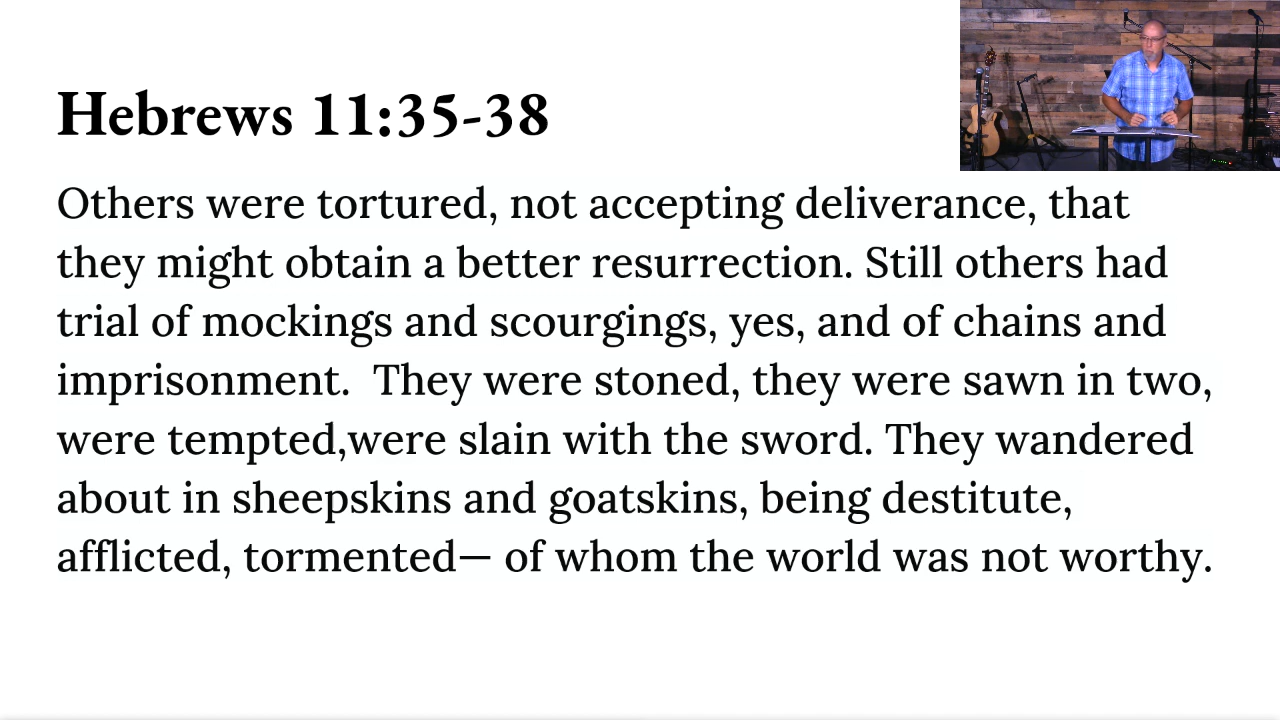 Hebrews 11:35-38
Others were tortured, not accepting deliverance, that
they might obtain a better resurrection. Still others had
trial of mockings and scourgings, yes, and of chains and
imprisonment.  They were stoned, they were sawn in two,
were tempted,were slain with the sword. They wandered
about in sheepskins and goatskins, being destitute,
afflicted, tormented— of whom the world was not worthy.